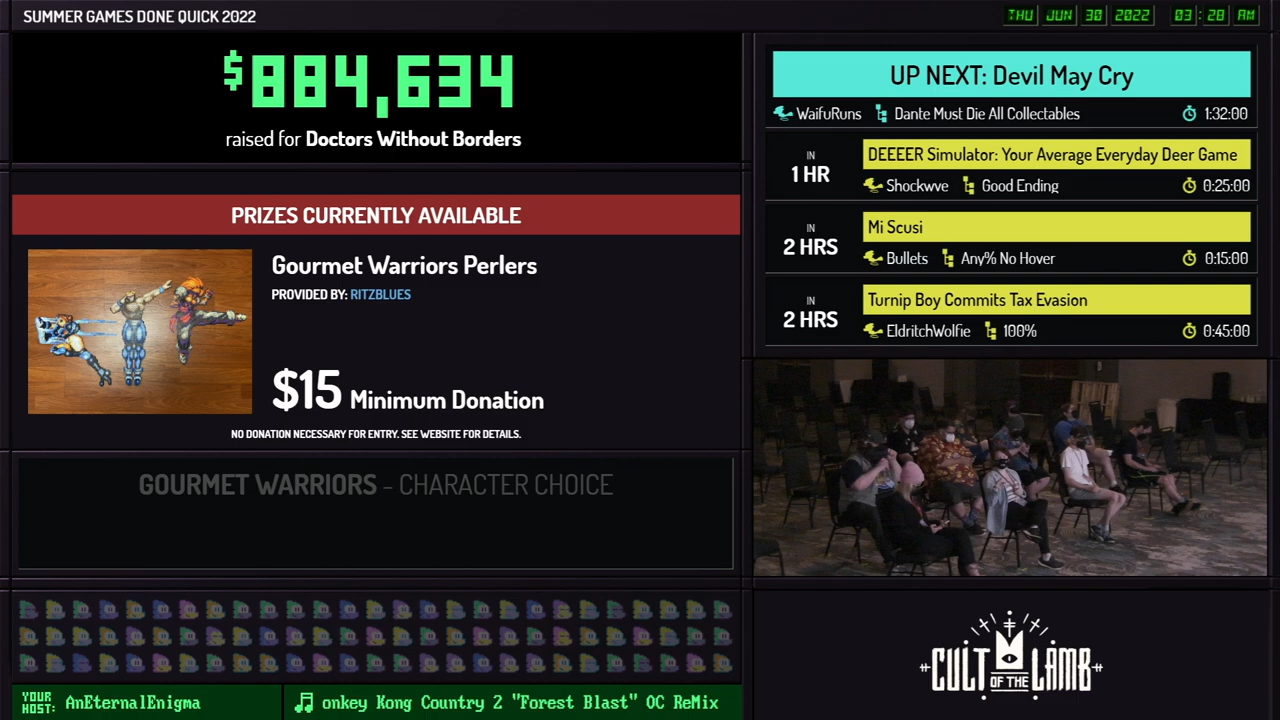 SUMMER GAMES DONE QUICK 2022
THU JUN 30 2022 03:28 AM
$884,634
raised for Doctors Without Borders
PRIZES CURRENTLY AVAILABLE
Gourmet Warriors Perlers
PROVIDED BY: RITZBLUES
$15 Minimum Donation
NO DONATION NECESSARY FOR ENTRY. SEE WEBSITE FOR DETAILS.
GOURMET WARRIORS - CHARACTER CHOICE
YOUR HOST: AnEternalEnigma
onkey Kong Country 2 "Forest Blast" OC ReMix
UP NEXT: Devil May Cry
WaifuRuns Dante Must Die All Collectables 1:32:00
IN
1 HR
DEEEER Simulator: Your Average Everyday Deer Game
Shockwve Good Ending 0:25:00
IN
2 HRS
Mi Scusi
Bullets Any% No Hover 0:15:00
IN
2 HRS
Turnip Boy Commits Tax Evasion
EldritchWolfie 100% 0:45:00
CULT OF THE LAMB